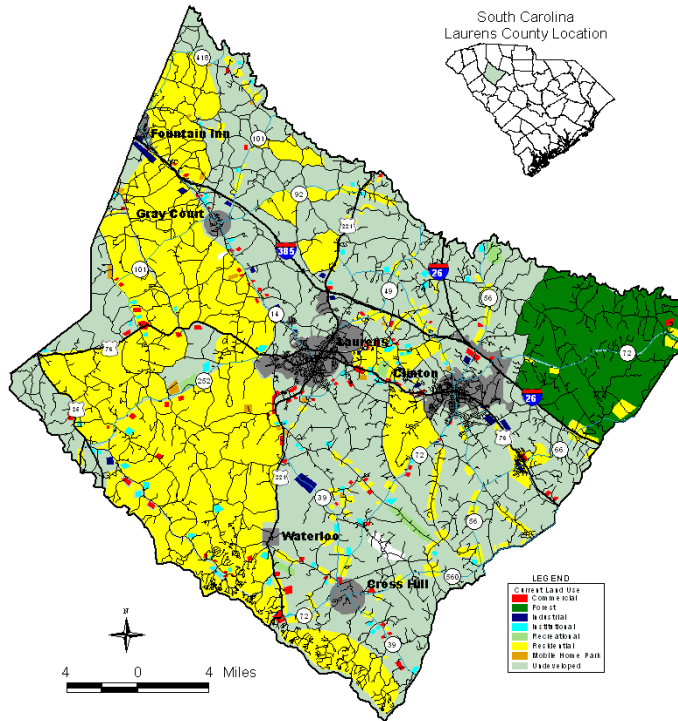 South Carolina
Laurens County Location
418
Fountain Inn
101
92
Gray Court
221
385
26
101
49
56
14
72
76
Laurens
Clinton
252
26
26
76
72
66
221
39
56
Waterloo
Cross Hill
560
72
39
N
4 0 4 Miles
LEGEND
Current Land Use
Commercial
Forest
Industrial
Institutional
Recreational
Residential
Mobile Home Park
Undeveloped